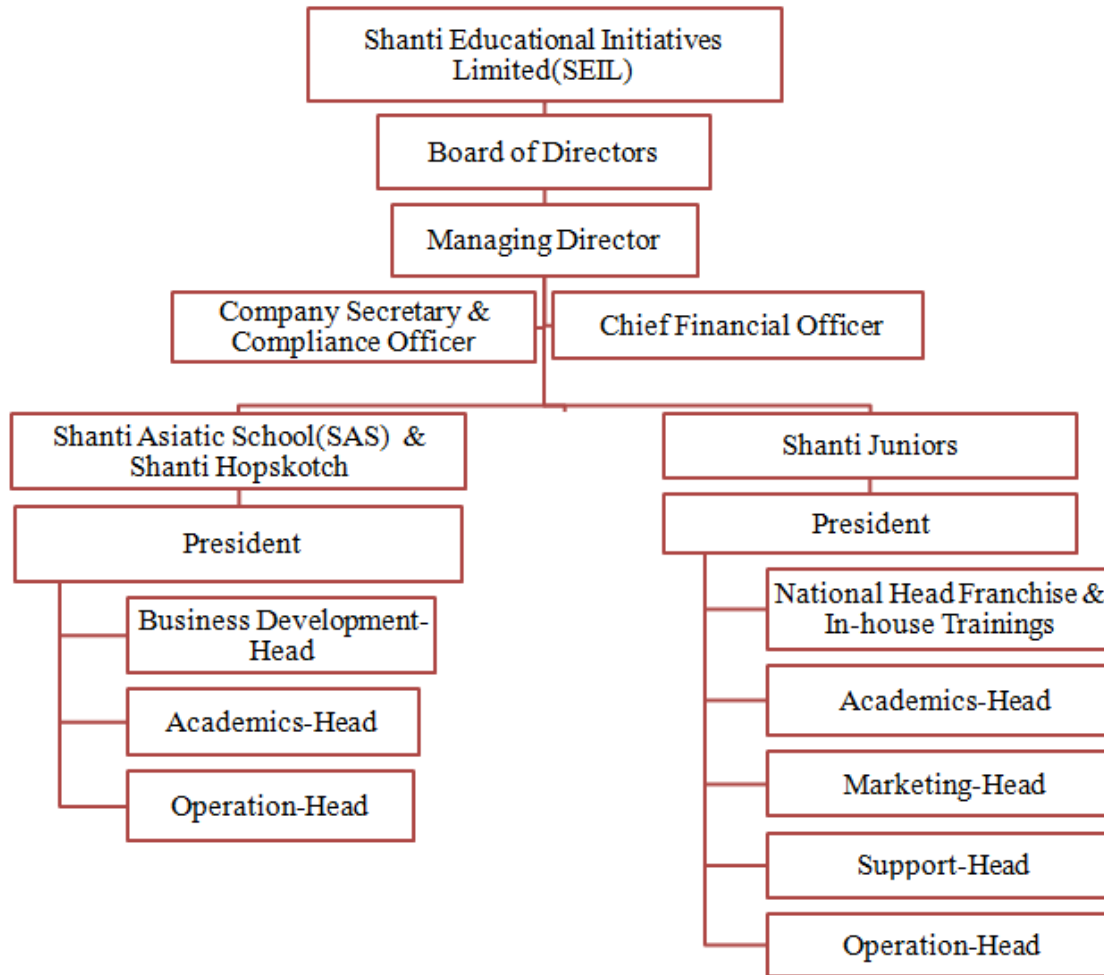 Shanti Educational Initiatives
Limited(SEIL)
Board of Directors
Managing Director
Company Secretary &
Compliance Officer
Chief Financial Officer
Shanti Asiatic School(SAS) &
Shanti Hopskotch
President
Business Development-
Head
Academics-Head
Operation-Head
Shanti Juniors
President
National Head Franchise &
In-house Trainings
Academics-Head
Marketing-Head
Support-Head
Operation-Head